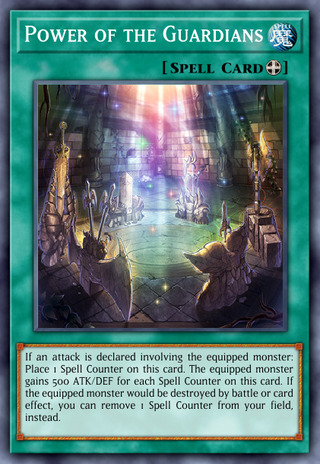 Power of the Guardians 魔
[Spell Card]
If an attack is declared involving the equipped monster:
Place 1 Spell Counter on this card. The equipped monster
gains 500 ATK/DEF for each Spell Counter on this card. If
the equipped monster would be destroyed by battle or card
effect, you can remove 1 Spell Counter from your field,
instead.